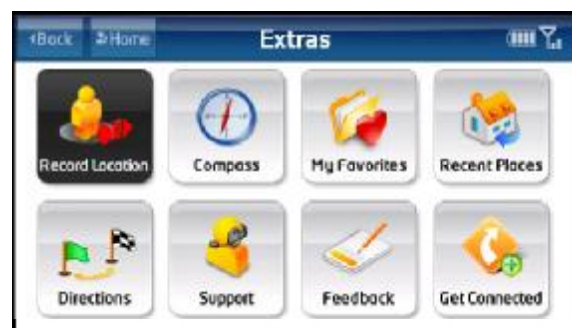 Back Home Extras
Record Location Compass My Favorites Recent Places
Directions Support Feedback Get Connected